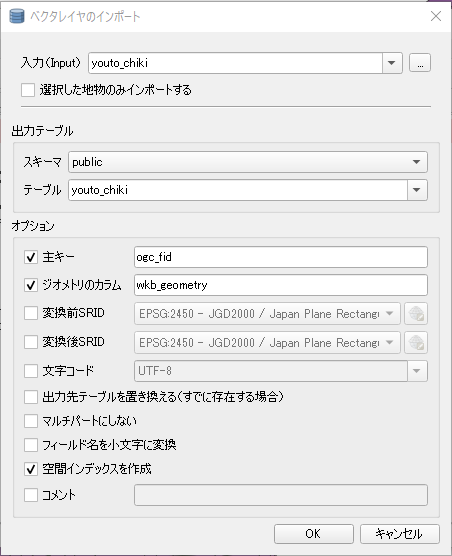 ベクタレイヤのインポート
入力(Input) youto_chiki ...
選択した地物のみインポートする
出力テーブル
スキーマ public
テーブル youto_chiki
オプション
主キー ogc_fid
ジオメトリのカラム wkb_geometry
変換前SRID EPSG:2450 - JGD2000 / Japan Plane Rectang
変換後SRID EPSG:2450 - JGD2000 / Japan Plane Rectang
文字コード UTF-8
出力先テーブルを置き換える(すでに存在する場合)
マルチパートにしない
フィールド名を小文字に変換
空間インデックスを作成
コメント
OK キャンセル